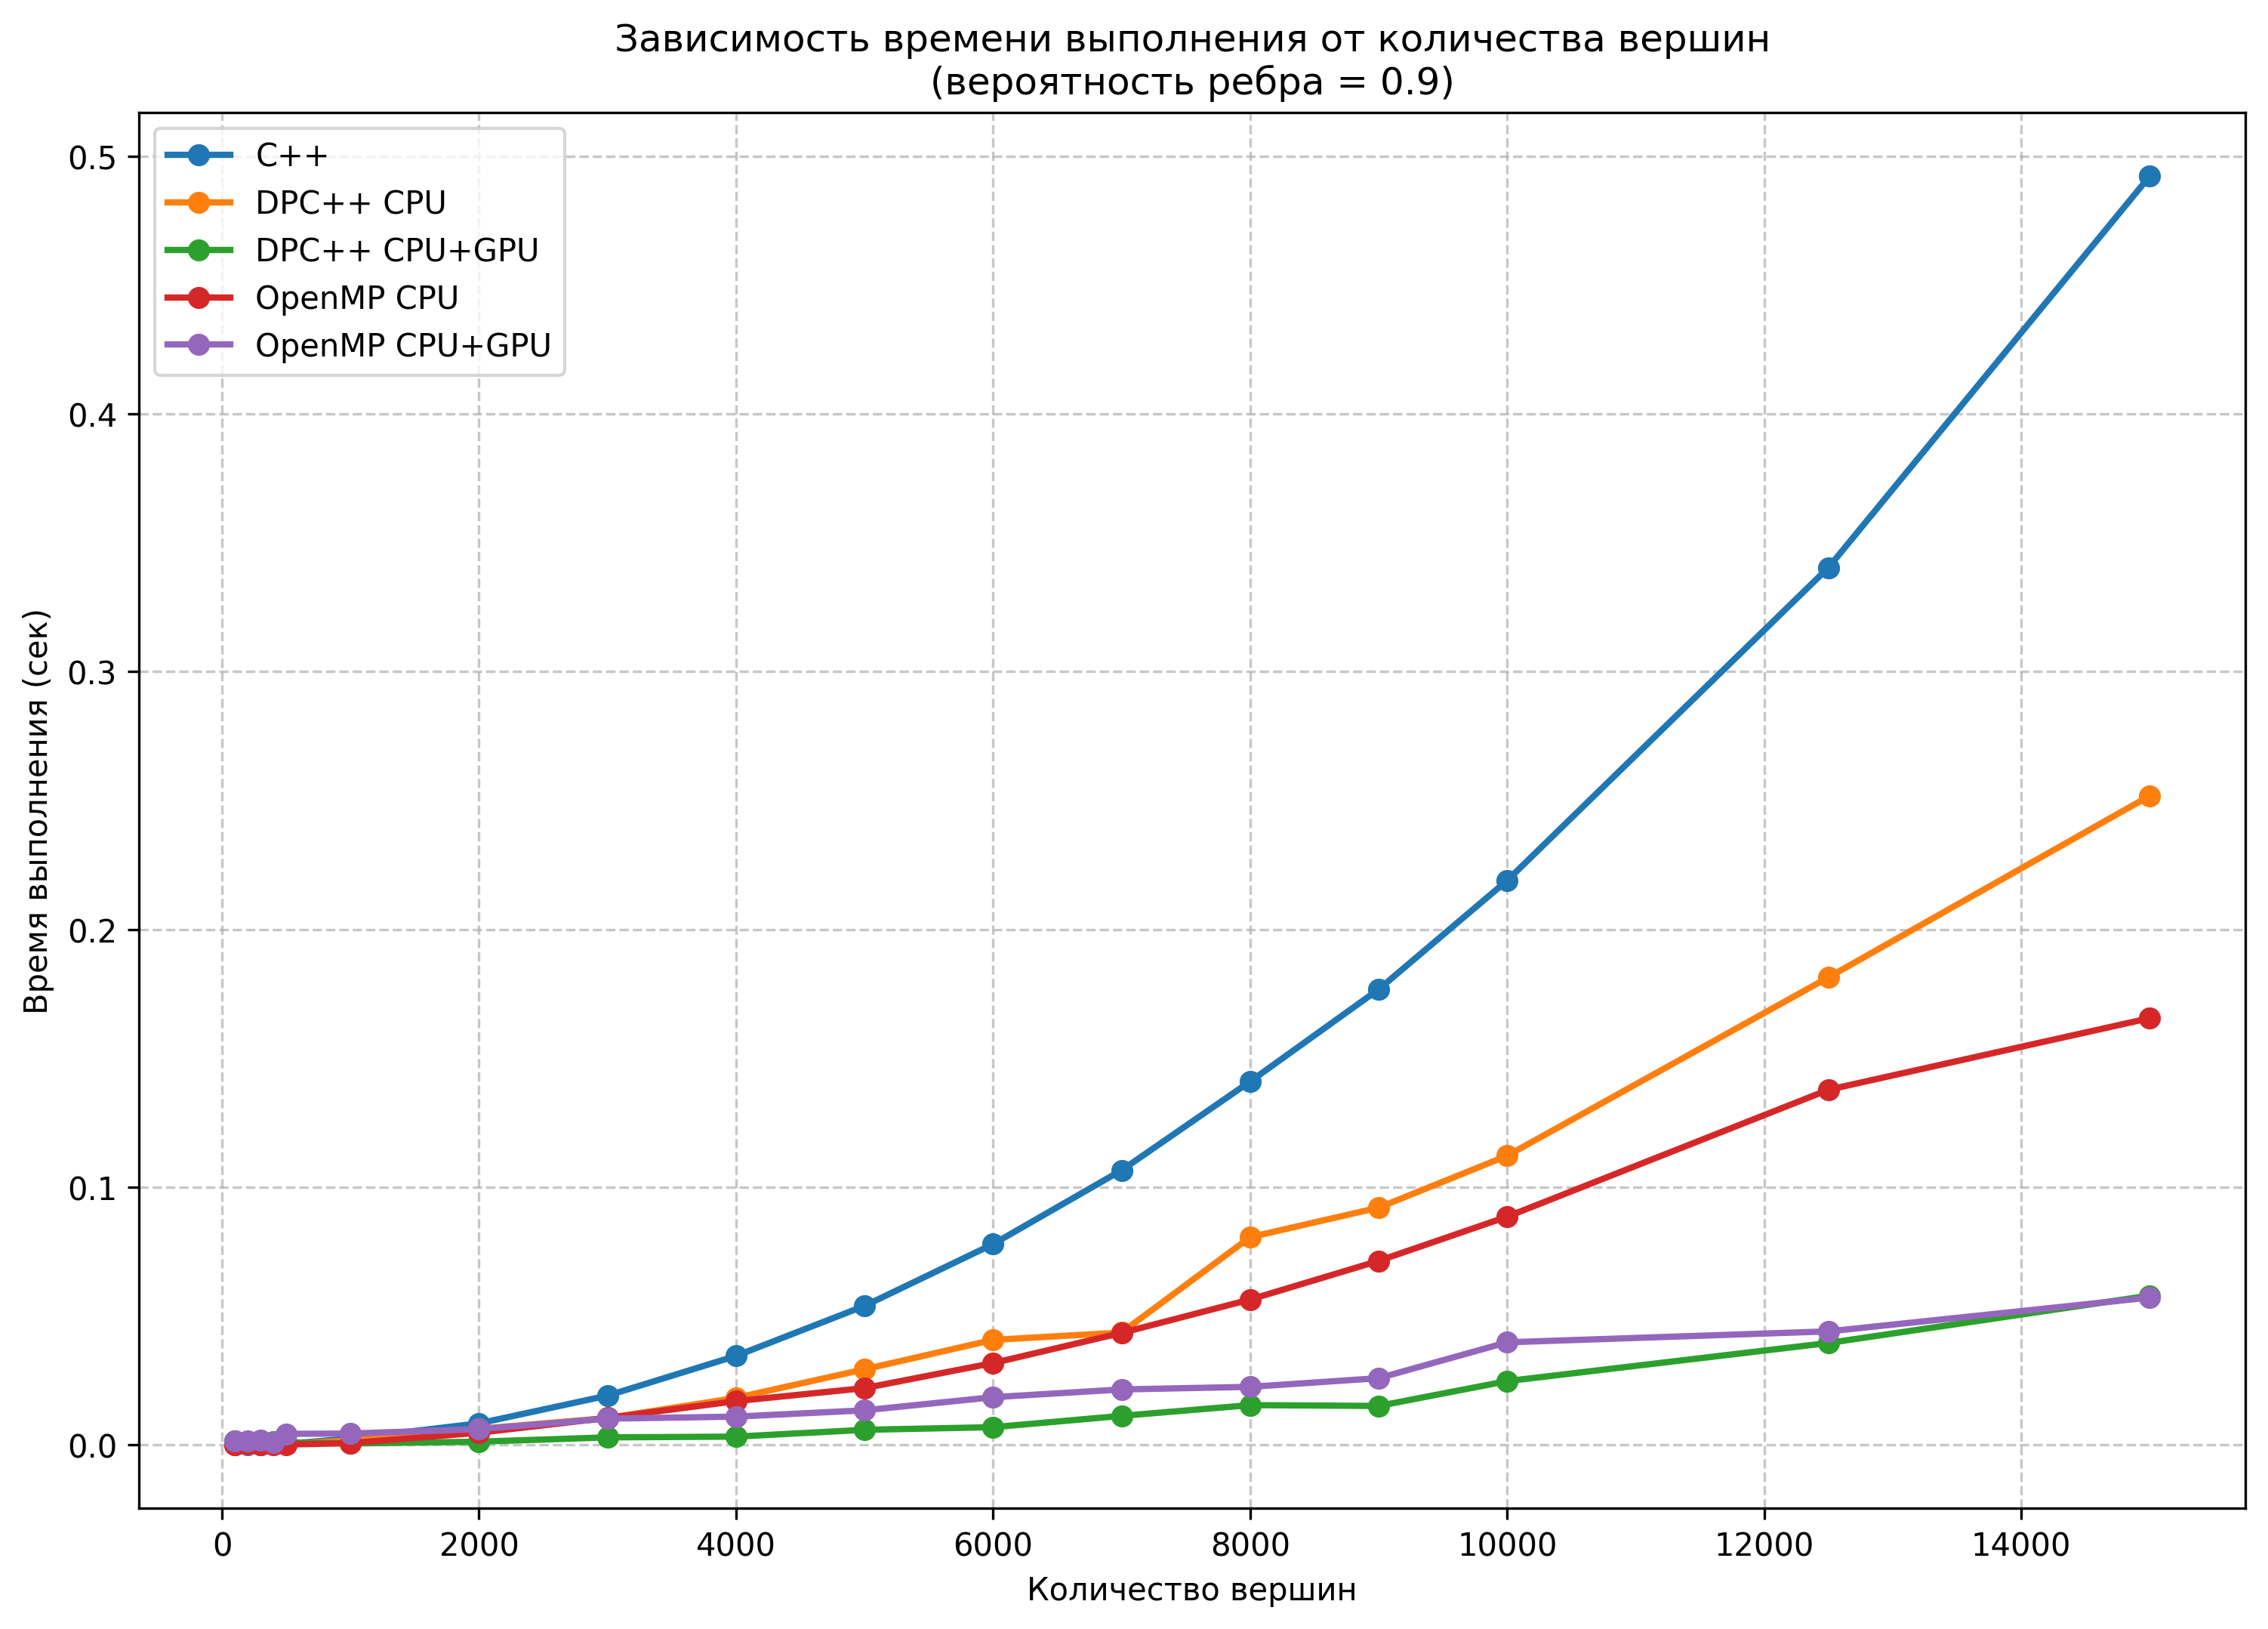 Зависимость времени выполнения от количества вершин
(вероятность ребра = 0.9)
C++
DPC++ CPU
DPC++ CPU+GPU
OpenMP CPU
OpenMP CPU+GPU
Время выполнения (сек)
0.5
0.4
0.3
0.2
0.1
0.0
0 2000 4000 6000 8000 10000 12000 14000
Количество вершин